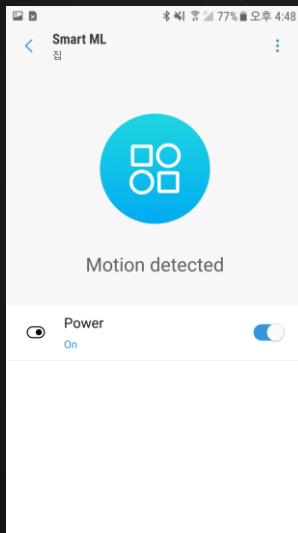 77% 오후 4:48
Smart ML
집
Motion detected
Power
On